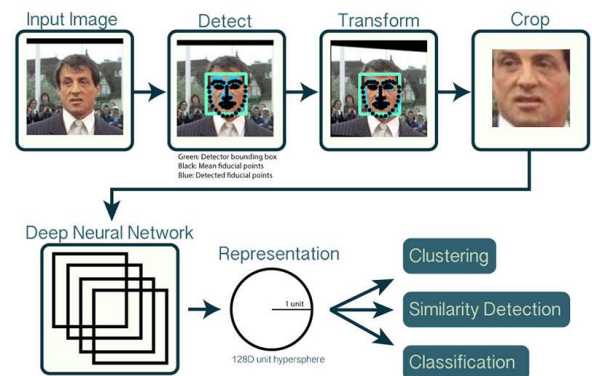 Input Image
Detect
Transform
Crop
Green: Detector bounding box
Black: Mean fiducial points
Blue: Detected fiducial points
Deep Neural Network
Representation
1 unit
128D unit hypersphere
Clustering
Similarity Detection
Classification